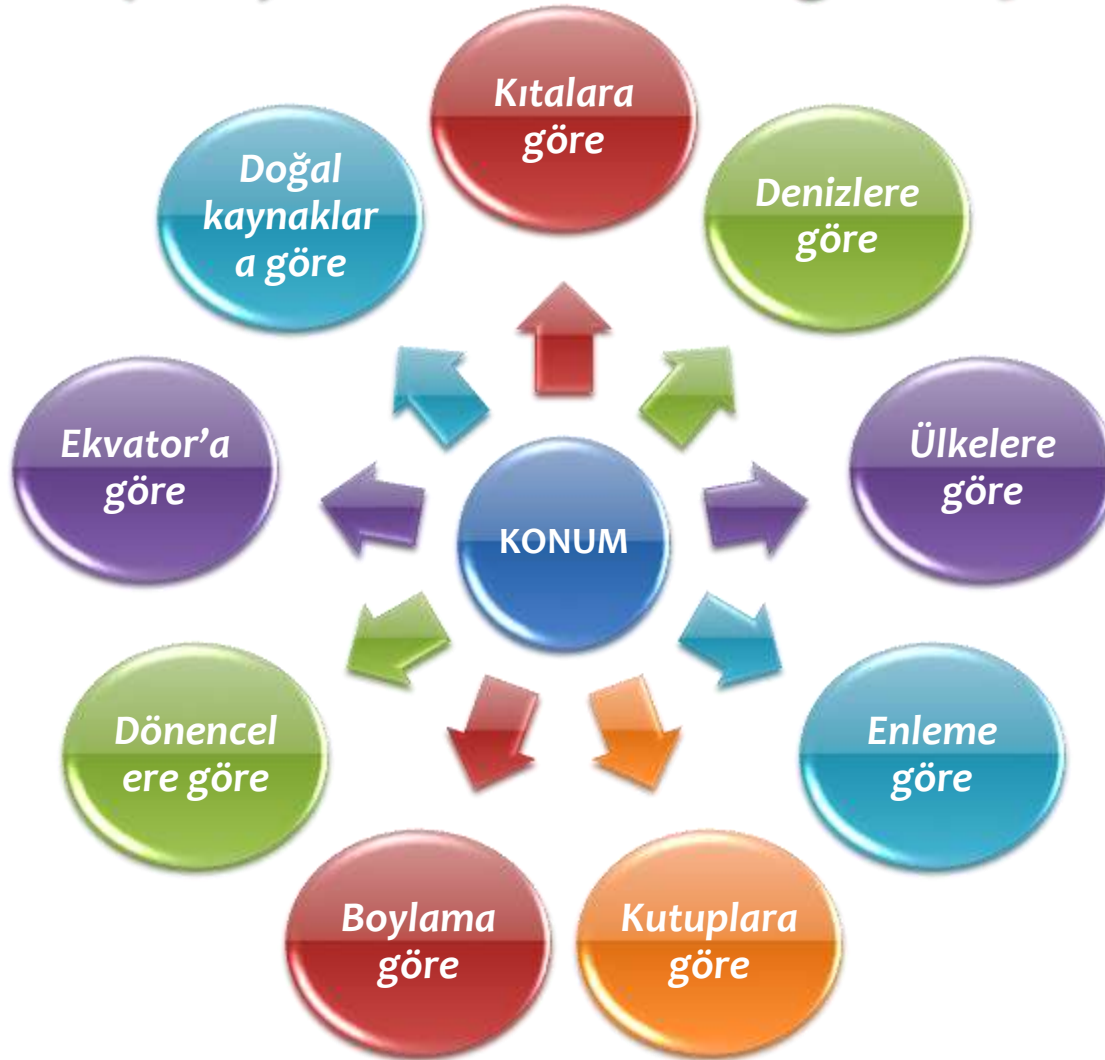 Kıtalara
göre
Denizlere
göre
Ülkelere
göre
Enleme
göre
Kutuplara
göre
Boylama
göre
Dönencel
ere göre
Ekvator’a
göre
Doğal
kaynaklar
a göre
KONUM